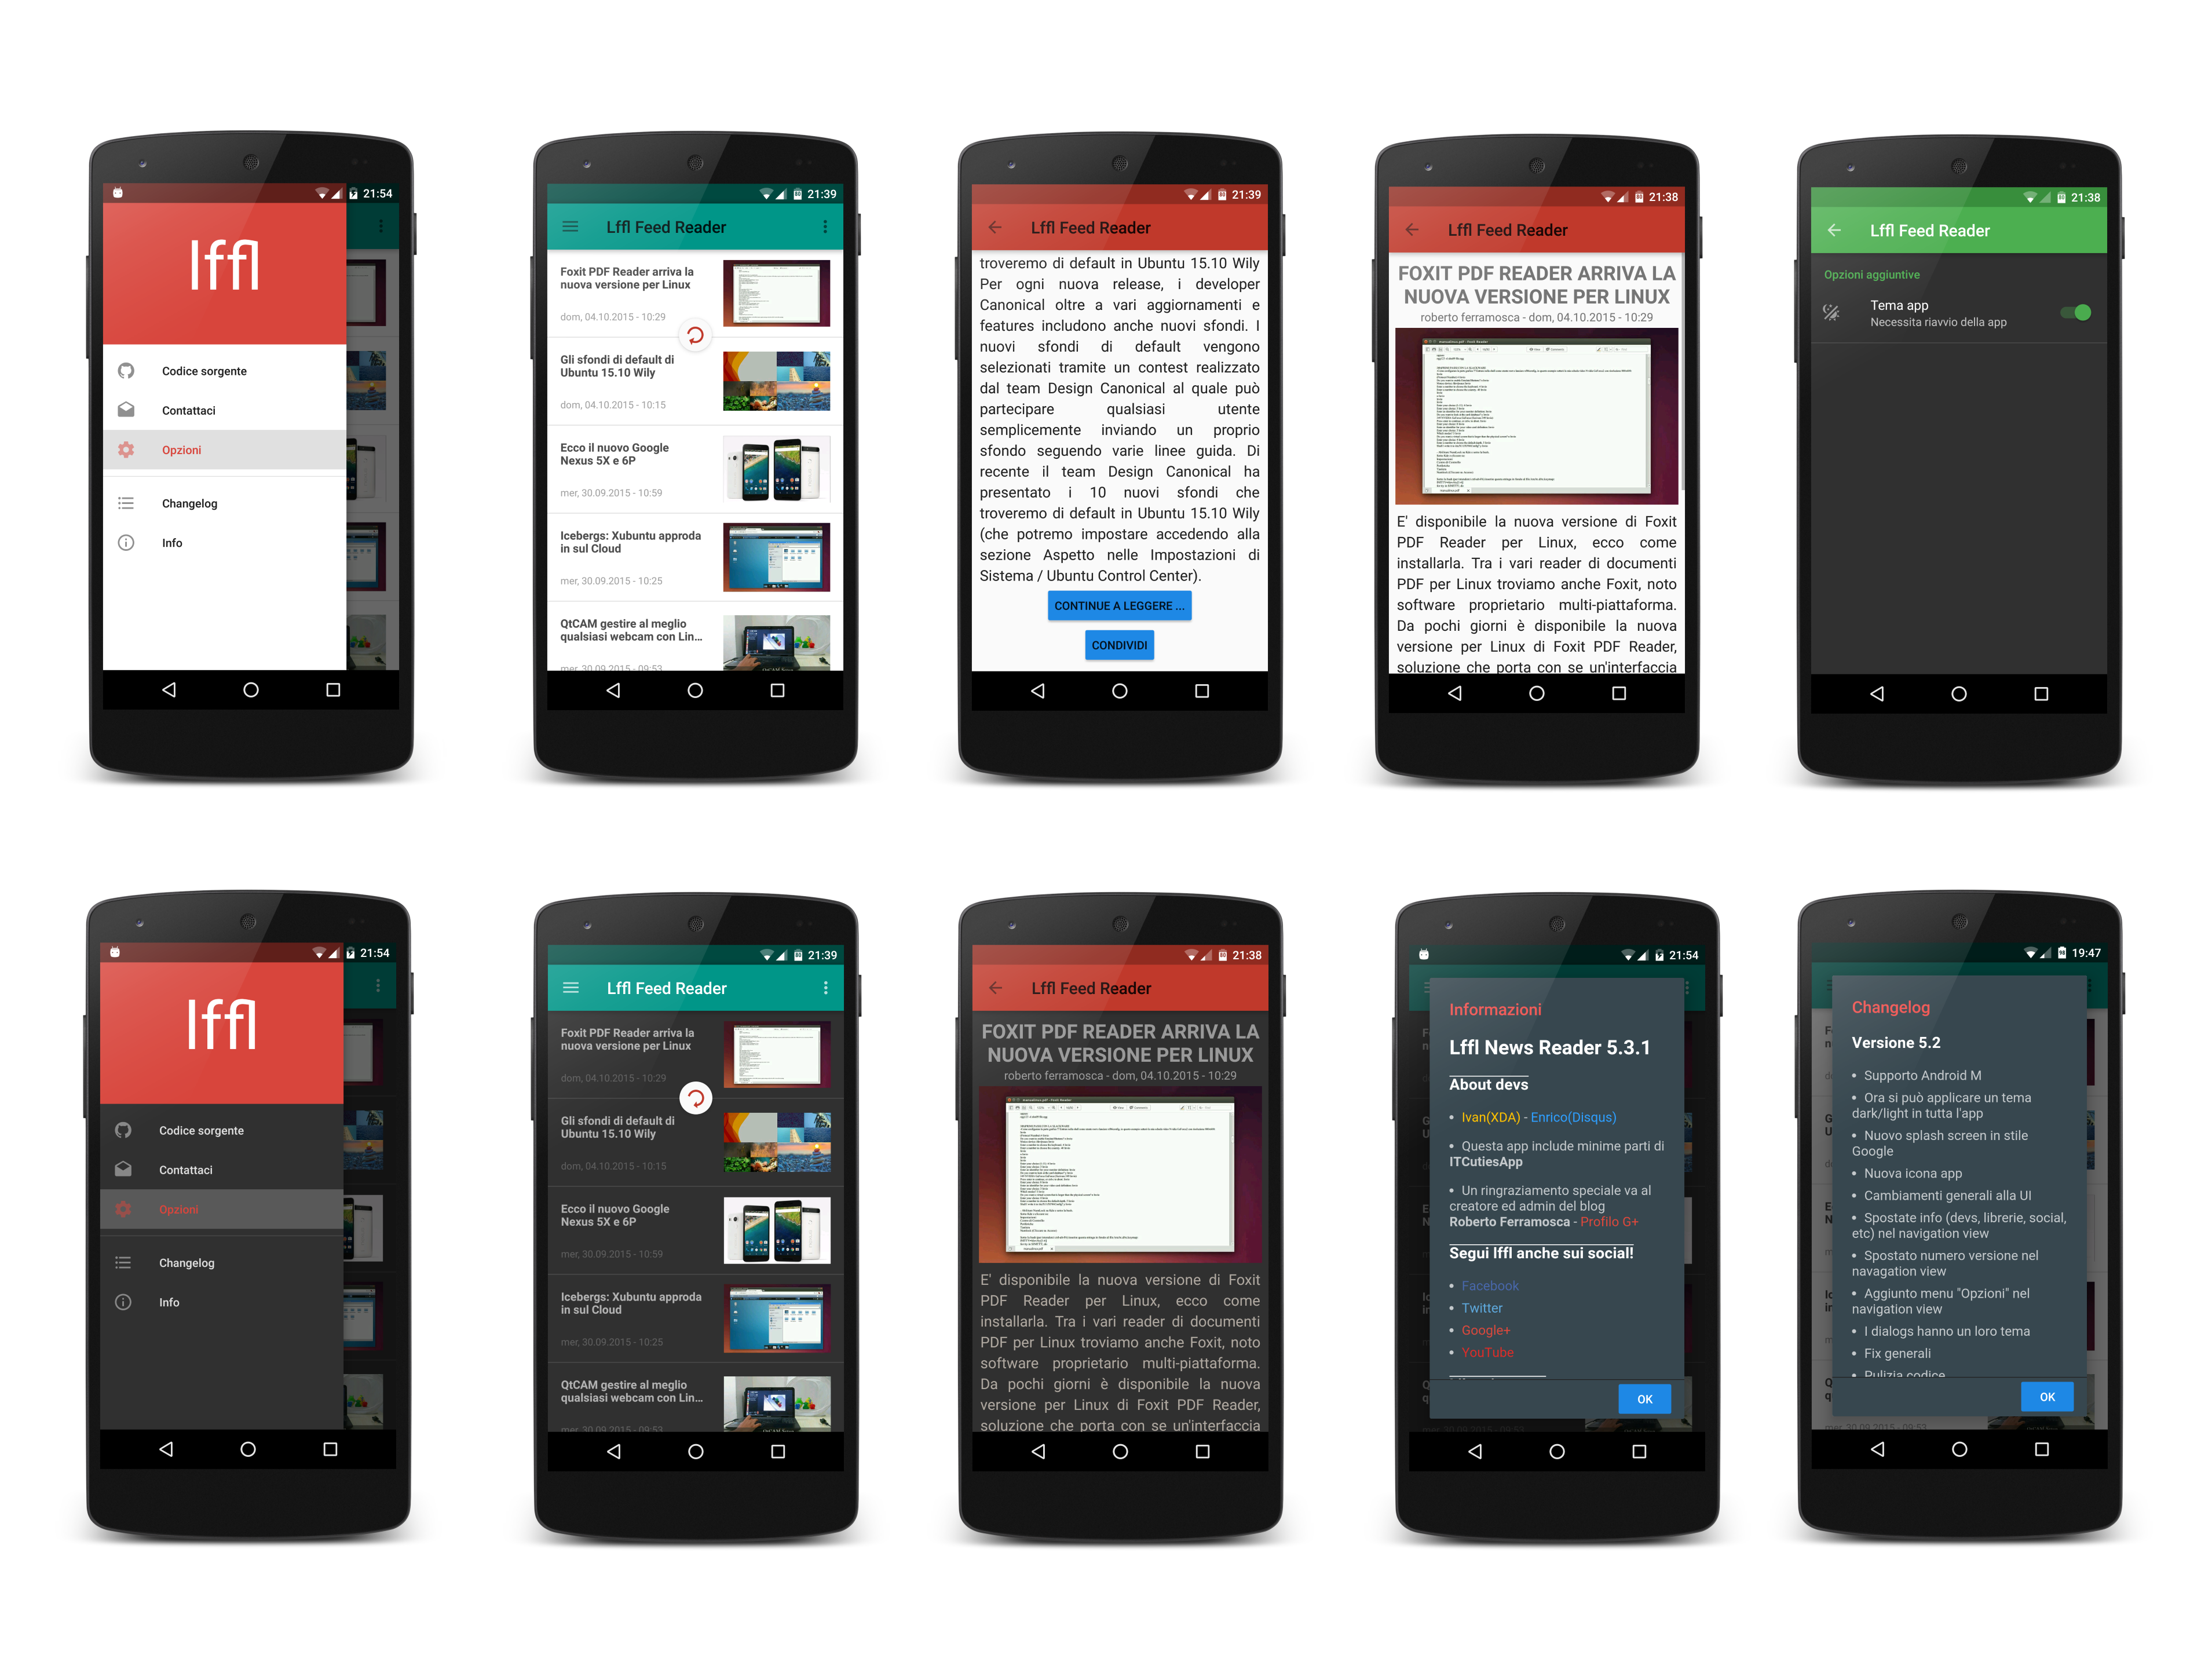 21:54
lffl
Codice sorgente
Contattaci
Opzioni
Changelog
Info
21:39
Lffl Feed Reader
Foxit PDF Reader arriva la
nuova versione per Linux
dom, 04.10.2015 - 10:29
Gli sfondi di default di
Ubuntu 15.10 Wily
dom, 04.10.2015 - 10:15
Ecco il nuovo Google
Nexus 5X e 6P
mer, 30.09.2015 - 10:59
Icebergs: Xubuntu approda
in sul Cloud
mer, 30.09.2015 - 10:25
QtCAM gestire al meglio
qualsiasi webcam con Lin...
mer, 30.09.2015 - 09:53
21:39
Lffl Feed Reader
troveremo di default in Ubuntu 15.10 Wily
Per ogni nuova release, i developer
Canonical oltre a vari aggiornamenti e
features includono anche nuovi sfondi. I
nuovi sfondi di default vengono
selezionati tramite un contest realizzato
dal team Design Canonical al quale può
partecipare qualsiasi utente
semplicemente inviando un proprio
sfondo seguendo varie linee guida. Di
recente il team Design Canonical ha
presentato i 10 nuovi sfondi che
troveremo di default in Ubuntu 15.10 Wily
(che potremo impostare accedendo alla
sezione Aspetto nelle Impostazioni di
Sistema / Ubuntu Control Center).
CONTINUE A LEGGERE ...
CONDIVIDI
21:38
Lffl Feed Reader
FOXIT PDF READER ARRIVA LA
NUOVA VERSIONE PER LINUX
roberto ferramosca - dom, 04.10.2015 - 10:29
E' disponibile la nuova versione di Foxit
PDF Reader per Linux, ecco come
installarla. Tra i vari reader di documenti
PDF per Linux troviamo anche Foxit, noto
software proprietario multi-piattaforma.
Da pochi giorni è disponibile la nuova
versione per Linux di Foxit PDF Reader,
soluzione che porta con se un'interfaccia
21:38
Lffl Feed Reader
Opzioni aggiuntive
Tema app
Necessita riavvio della app
21:54
lffl
Codice sorgente
Contattaci
Opzioni
Changelog
Info
21:39
Lffl Feed Reader
Foxit PDF Reader arriva la
nuova versione per Linux
dom, 04.10.2015 - 10:29
Gli sfondi di default di
Ubuntu 15.10 Wily
dom, 04.10.2015 - 10:15
Ecco il nuovo Google
Nexus 5X e 6P
mer, 30.09.2015 - 10:59
Icebergs: Xubuntu approda
in sul Cloud
mer, 30.09.2015 - 10:25
QtCAM gestire al meglio
qualsiasi webcam con Lin...
mer, 30.09.2015 - 09:53
21:38
Lffl Feed Reader
FOXIT PDF READER ARRIVA LA
NUOVA VERSIONE PER LINUX
roberto ferramosca - dom, 04.10.2015 - 10:29
E' disponibile la nuova versione di Foxit
PDF Reader per Linux, ecco come
installarla. Tra i vari reader di documenti
PDF per Linux troviamo anche Foxit, noto
software proprietario multi-piattaforma.
Da pochi giorni è disponibile la nuova
versione per Linux di Foxit PDF Reader,
soluzione che porta con se un'interfaccia
21:54
Informazioni
Lffl News Reader 5.3.1
About devs
• Ivan(XDA) - Enrico(Disqus)
• Questa app include minime parti di
ITCutiesApp
• Un ringraziamento speciale va al
creatore ed admin del blog
Roberto Ferramosca - Profilo G+
Segui lffl anche sui social!
• Facebook
• Twitter
• Google+
• YouTube
OK
19:47
Changelog
Versione 5.2
• Supporto Android M
• Ora si può applicare un tema
dark/light in tutta l'app
• Nuovo splash screen in stile
Google
• Nuova icona app
• Cambiamenti generali alla UI
• Spostate info (devs, librerie, social,
etc) nel navigation view
• Spostato numero versione nel
navagation view
• Aggiunto menu "Opzioni" nel
navigation view
• I dialogs hanno un loro tema
• Fix generali
• Pulizia codice
OK